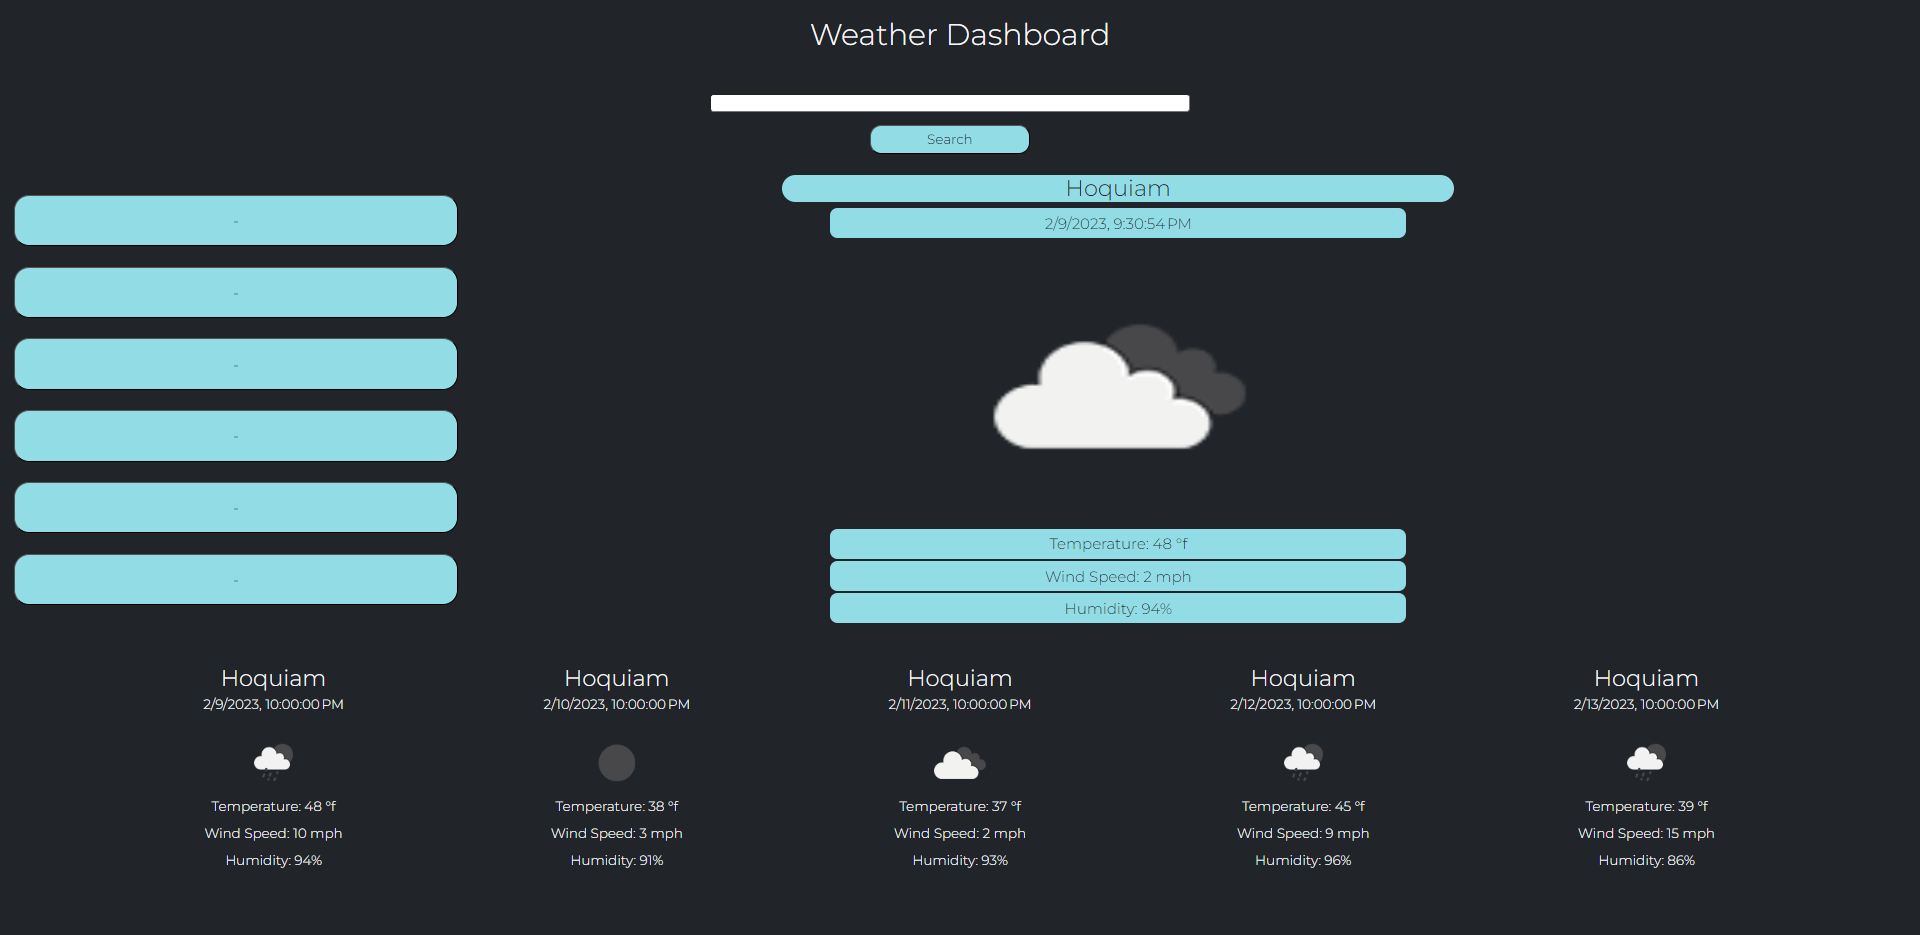 Weather Dashboard
Search
Hoquiam
2/9/2023, 9:30:54 PM
-
-
-
-
-
-
Temperature: 48 °f
Wind Speed: 2 mph
Humidity: 94%
Hoquiam
2/9/2023, 10:00:00 PM
Temperature: 48 °f
Wind Speed: 10 mph
Humidity: 94%
Hoquiam
2/10/2023, 10:00:00 PM
Temperature: 38 °f
Wind Speed: 3 mph
Humidity: 91%
Hoquiam
2/11/2023, 10:00:00 PM
Temperature: 37 °f
Wind Speed: 2 mph
Humidity: 93%
Hoquiam
2/12/2023, 10:00:00 PM
Temperature: 45 °f
Wind Speed: 9 mph
Humidity: 96%
Hoquiam
2/13/2023, 10:00:00 PM
Temperature: 39 °f
Wind Speed: 15 mph
Humidity: 86%